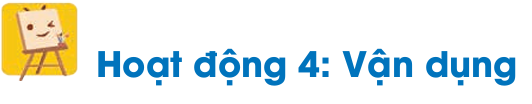 Hoạt động 4: Vận dụng